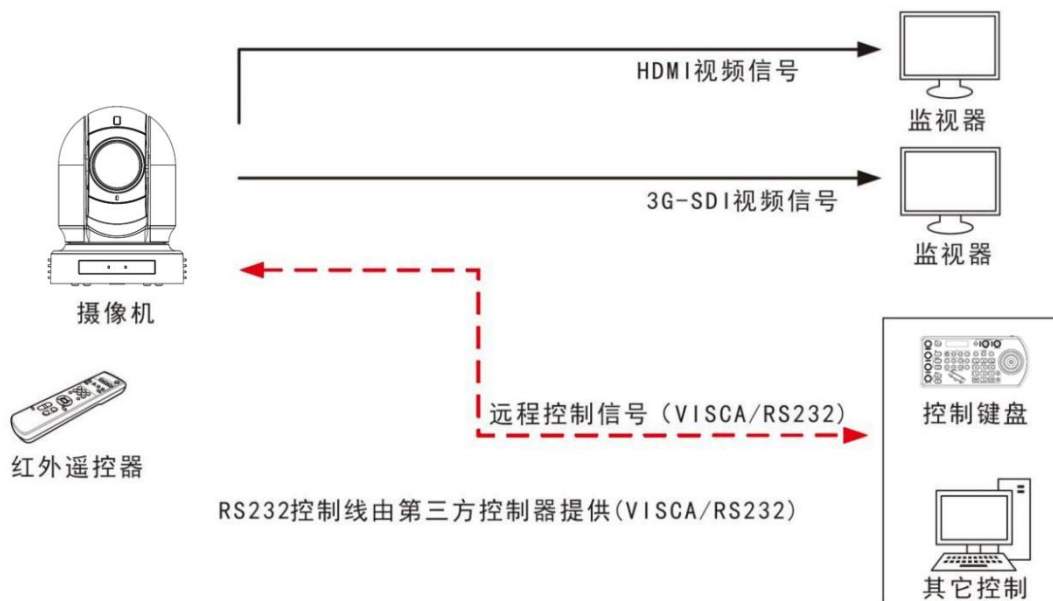 HDMI视频信号
监视器
3G-SDI视频信号
监视器
摄像机
控制键盘
远程控制信号（VISCA/RS232）
红外遥控器
RS232控制线由第三方控制器提供(VISCA/RS232)
其它控制